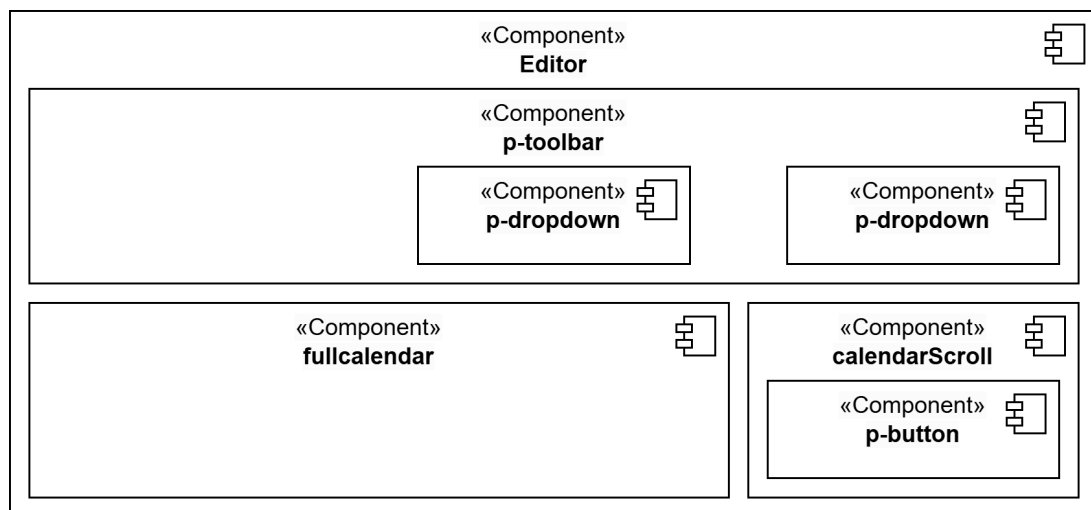 «Component»
Editor
«Component»
p-toolbar
«Component»
p-dropdown
«Component»
p-dropdown
«Component»
fullcalendar
«Component»
calendarScroll
«Component»
p-button